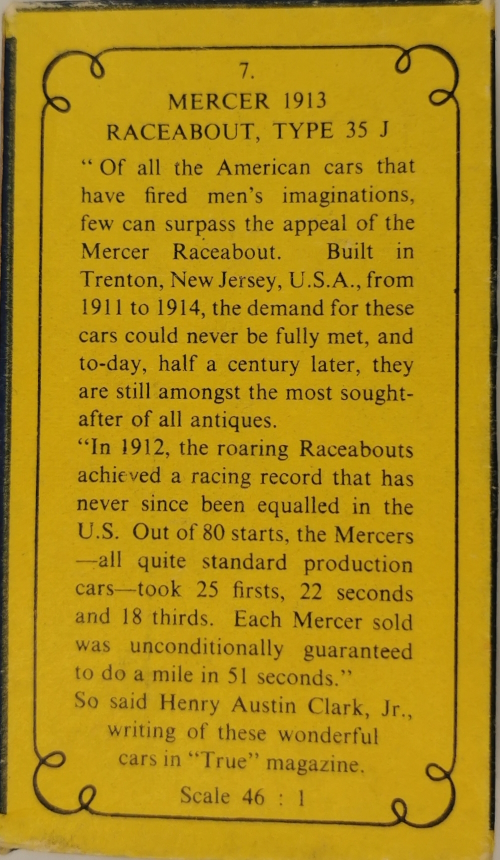 7.
MERCER 1913
RACEABOUT, TYPE 35 J
“ Of all the American cars that
have fired men's imaginations,
few can surpass the appeal of the
Mercer Raceabout. Built in
Trenton, New Jersey, U.S.A., from
1911 to 1914, the demand for these
cars could never be fully met, and
to-day, half a century later, they
are still amongst the most sought-
after of all antiques.
“In 1912, the roaring Raceabouts
achieved a racing record that has
never since been equalled in the
U.S. Out of 80 starts, the Mercers
—all quite standard production
cars—took 25 firsts, 22 seconds
and 18 thirds. Each Mercer sold
was unconditionally guaranteed
to do a mile in 51 seconds.”
So said Henry Austin Clark, Jr.,
writing of these wonderful
cars in “True” magazine.
Scale 46 : 1